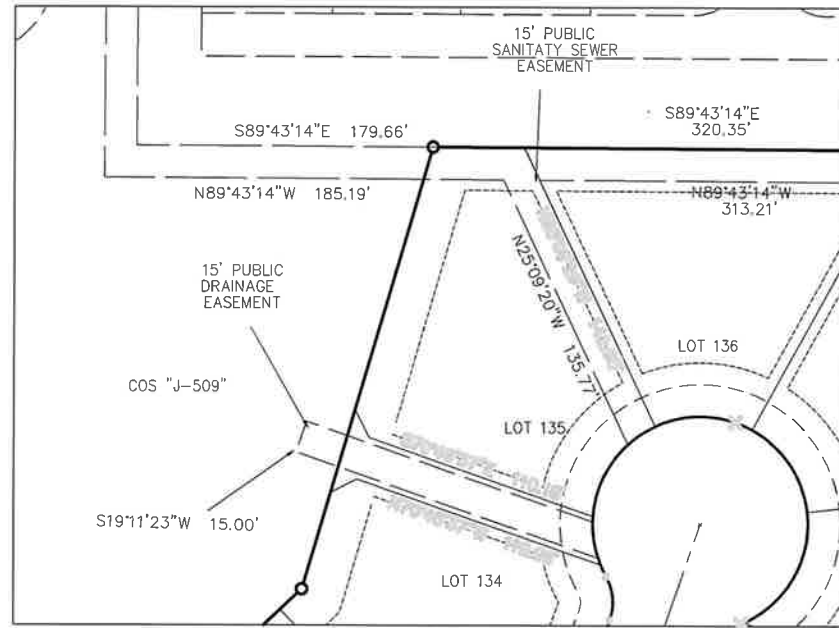 15' PUBLIC
SANITATY SEWER
EASEMENT
S89°43'14"E 179.66'
S89°43'14"E
320.35'
N89°43'14"W 185.19'
N89°43'14"W
313.21'
15' PUBLIC
DRAINAGE
EASEMENT
N25°09'20"W 135.77'
LOT 136
COS "J-509"
LOT 135
S19°11'23"W 15.00'
LOT 134